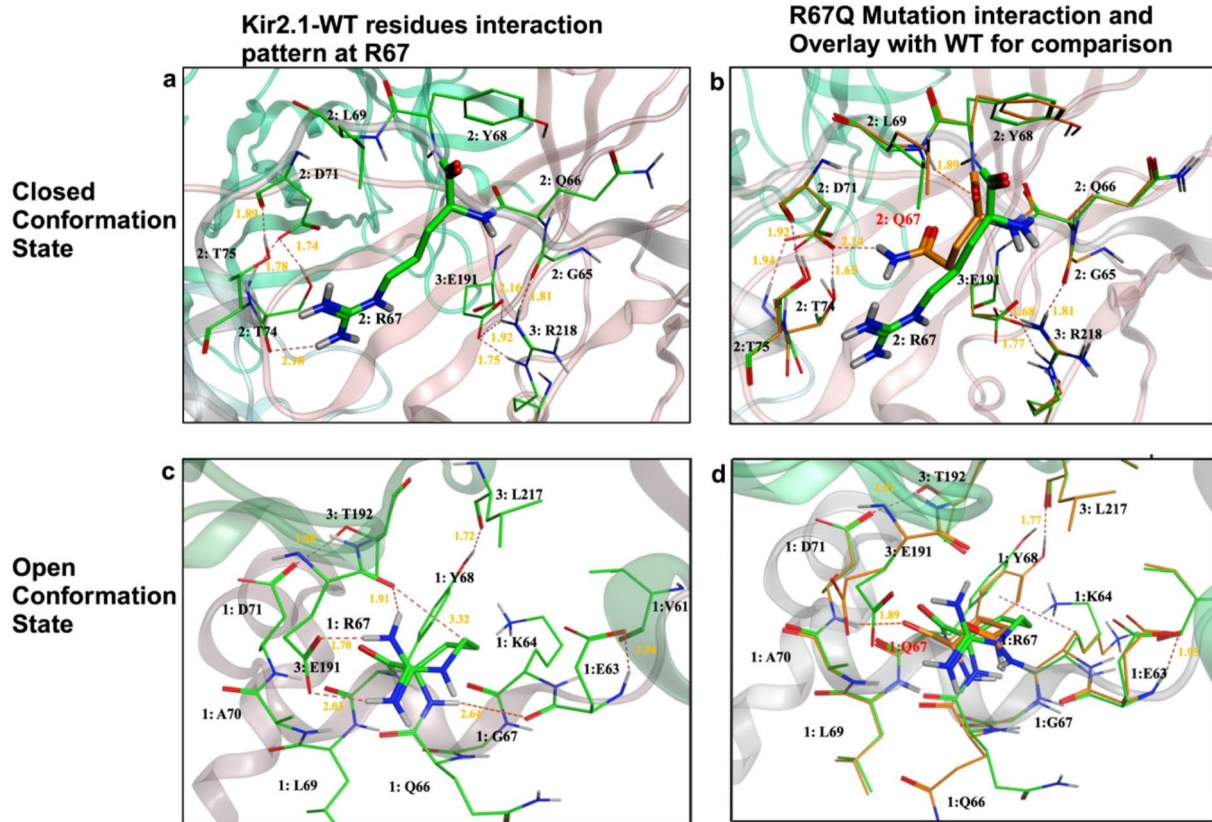 Kir2.1-WT residues interaction
pattern at R67
R67Q Mutation interaction and
Overlay with WT for comparison
Closed
Conformation
State
a
2: L69
2: Y68
2: D71
2: Q66
1.89
1.74
2: T75
1.78
3:E191
2: G65
2.16
1.81
2: T74
2: R67
3: R218
1.92
2.18
1.75
b
2: L69
2: Y68
1.89
2: D71
2: Q66
2: Q67
1.92
2.14
1.94
1.65
3:E191
2: G65
2: T74
1.68
1.81
2:T75
2: R67
3: R218
1.77
Open
Conformation
State
c
3: L217
3: T192
1.72
1: D71
1: Y68
1.91
1:V61
1: R67
3.32
1: K64
1.70
3: E191
1:E63
2.03
1: A70
2.64
1: G67
1: L69
1: Q66
d
3: T192
3: L217
1.77
1: D71
3: E191
1: Y68
1:K64
1.89
1:R67
1:Q67
1: A70
1:E63
1.95
1: L69
1:G67
1:Q66